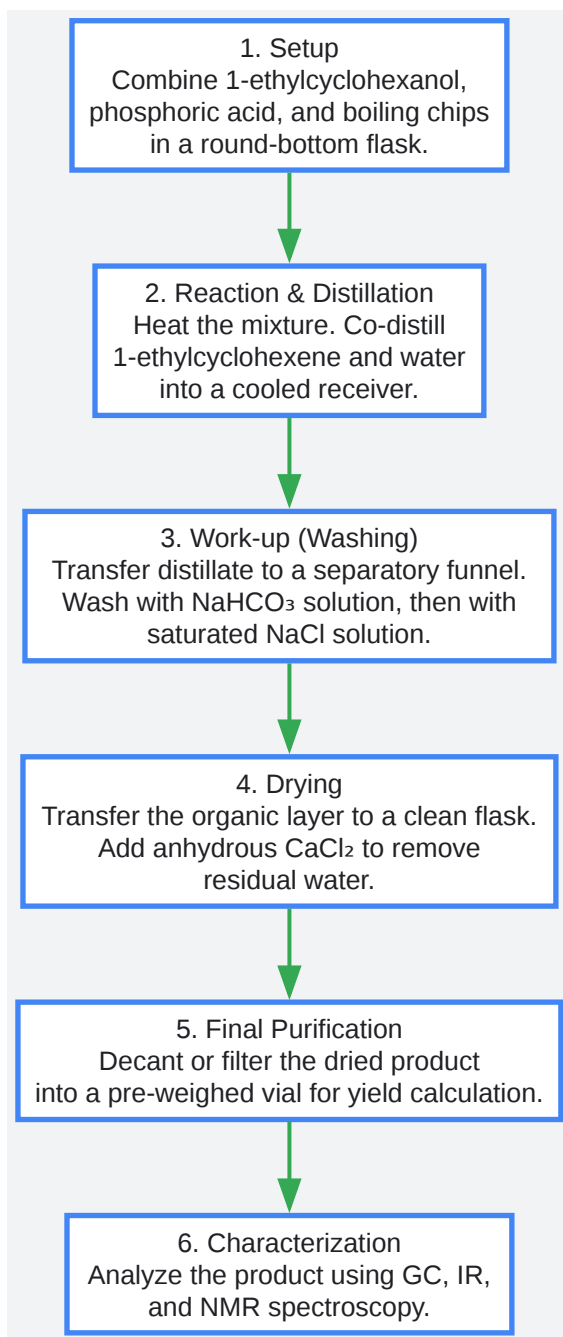 1. Setup
Combine 1-ethylcyclohexanol,
phosphoric acid, and boiling chips
in a round-bottom flask.
2. Reaction & Distillation
Heat the mixture. Co-distill
1-ethylcyclohexene and water
into a cooled receiver.
3. Work-up (Washing)
Transfer distillate to a separatory funnel.
Wash with NaHCO₃ solution, then with
saturated NaCl solution.
4. Drying
Transfer the organic layer to a clean flask.
Add anhydrous CaCl₂ to remove
residual water.
5. Final Purification
Decant or filter the dried product
into a pre-weighed vial for yield calculation.
6. Characterization
Analyze the product using GC, IR,
and NMR spectroscopy.